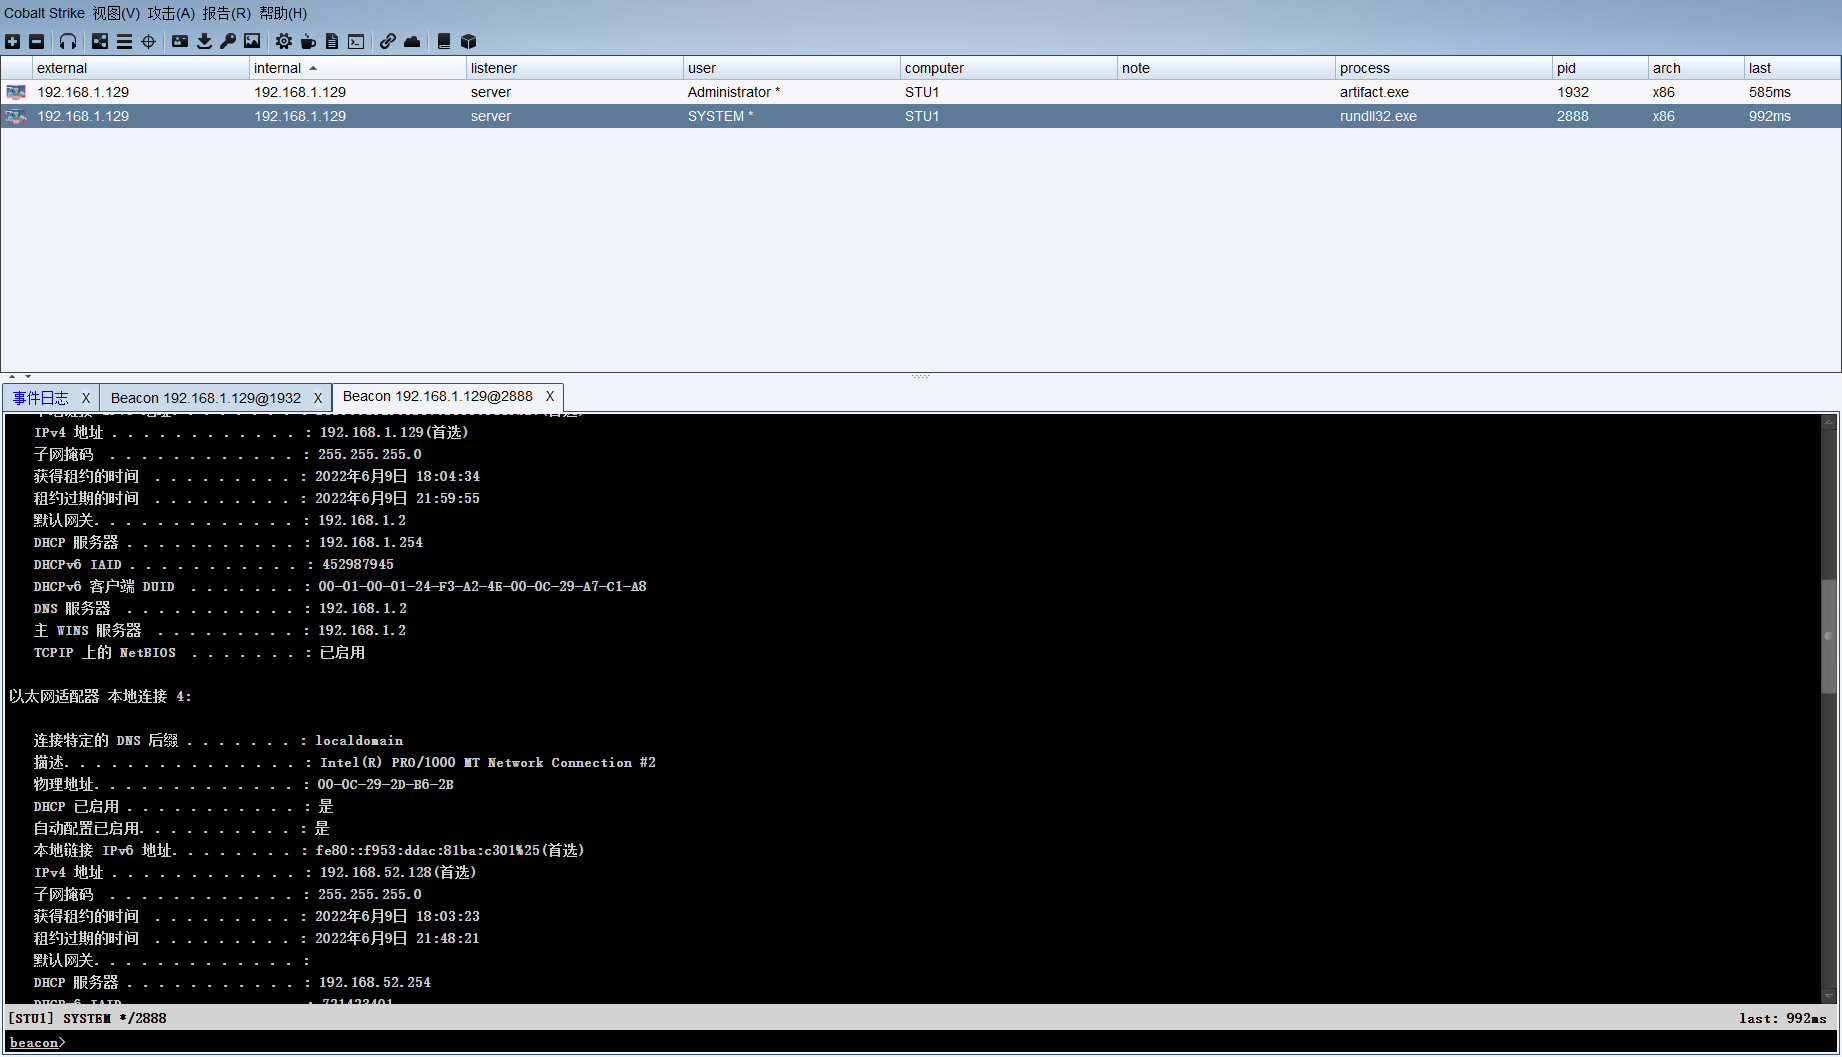 Cobalt Strike 视图(V) 攻击(A) 报告(R) 帮助(H)
external internal listener user computer note process pid arch last
192.168.1.129 192.168.1.129 server Administrator * STU1 artifact.exe 1932 x86 585ms
192.168.1.129 192.168.1.129 server SYSTEM * STU1 rundll32.exe 2888 x86 992ms
事件日志 X Beacon 192.168.1.129@1932 X Beacon 192.168.1.129@2888 X
IPv4 地址 . . . . . . . . . . . . : 192.168.1.129(首选)
子网掩码 . . . . . . . . . . . . : 255.255.255.0
获得租约的时间 . . . . . . . . . : 2022年6月9日 18:04:34
租约过期的时间 . . . . . . . . . : 2022年6月9日 21:59:55
默认网关. . . . . . . . . . . . . : 192.168.1.2
DHCP 服务器 . . . . . . . . . . . : 192.168.1.254
DHCPv6 IAID . . . . . . . . . . . : 452987945
DHCPv6 客户端 DUID . . . . . . . : 00-01-00-01-24-F3-A2-4E-00-0C-29-A7-C1-A8
DNS 服务器 . . . . . . . . . . . : 192.168.1.2
主 WINS 服务器 . . . . . . . . . : 192.168.1.2
TCPIP 上的 NetBIOS . . . . . . . : 已启用
以太网适配器 本地连接 4:
连接特定的 DNS 后缀 . . . . . . . : localdomain
描述. . . . . . . . . . . . . . . : Intel(R) PRO/1000 MT Network Connection #2
物理地址. . . . . . . . . . . . . : 00-0C-29-2D-B6-2B
DHCP 已启用 . . . . . . . . . . . : 是
自动配置已启用. . . . . . . . . . : 是
本地链接 IPv6 地址. . . . . . . . : fe80::f953:ddac:81ba:c301%25(首选)
IPv4 地址 . . . . . . . . . . . . : 192.168.52.128(首选)
子网掩码 . . . . . . . . . . . . : 255.255.255.0
获得租约的时间 . . . . . . . . . : 2022年6月9日 18:03:23
租约过期的时间 . . . . . . . . . : 2022年6月9日 21:48:21
默认网关. . . . . . . . . . . . . :
DHCP 服务器 . . . . . . . . . . . : 192.168.52.254
DHCPv6 IAID : 721423401
[STU1] SYSTEM */2888 last: 992ms
beacon>